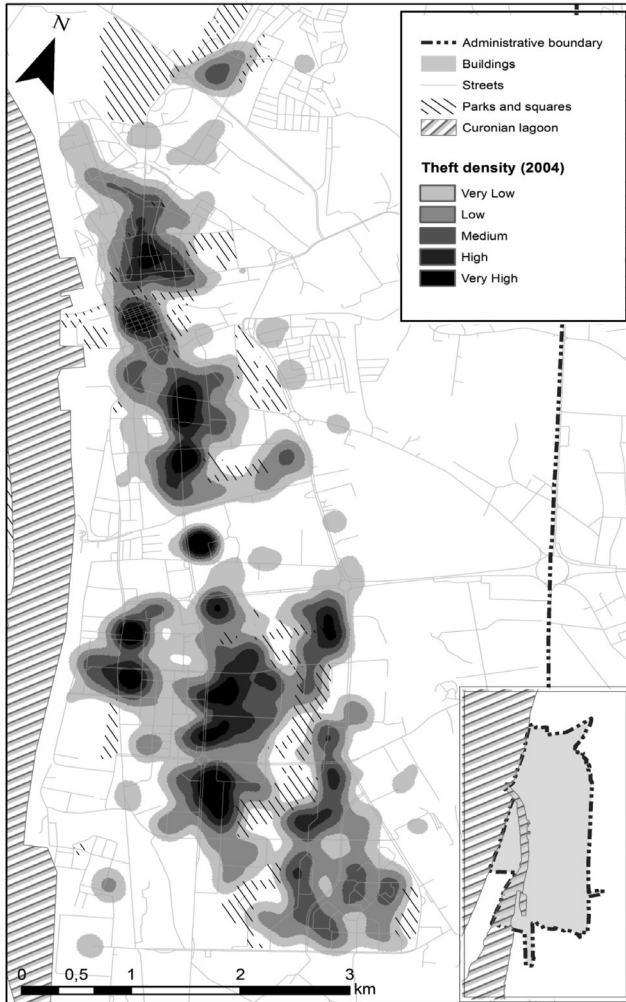 N
Administrative boundary
Buildings
Streets
Parks and squares
Curonian lagoon
Theft density (2004)
Very Low
Low
Medium
High
Very High
0 0,5 1 2 3
km